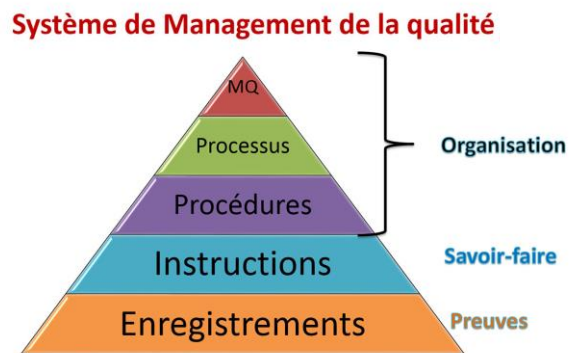 Système de Management de la qualité
MQ
Processus
Organisation
Procédures
Instructions
Savoir-faire
Enregistrements
Preuves